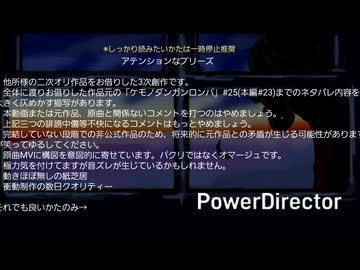 ※しっかり読みたいかたは一時停止推奨
アテンションなプリーズ
他所様の二次オリ作品をお借りした3次創作です。
全体に渡りお借りした作品元の「ケモノダンガンロンパ」#25(本編#23)までのネタバレ内容を
大きく仄めかす描写があります。
本動画または元作品、原曲と関係ないコメントを打つのはやめましょう。
上記三つの誹謗中傷等不快になるコメントはもっとやめましょう。
完結していない段階での非公式作品のため、将来的に元作品との矛盾が生じる可能性があります
が笑ってゆるしてください。
原曲MVに構図を意図的に寄せています。パクリではなくオマージュです。
極力気を付けてますが音ズレが生じているかもしれません。
動きほぼ無しの紙芝居
衝動制作の数日クオリティー
それでも良いかたのみ→
PowerDirector